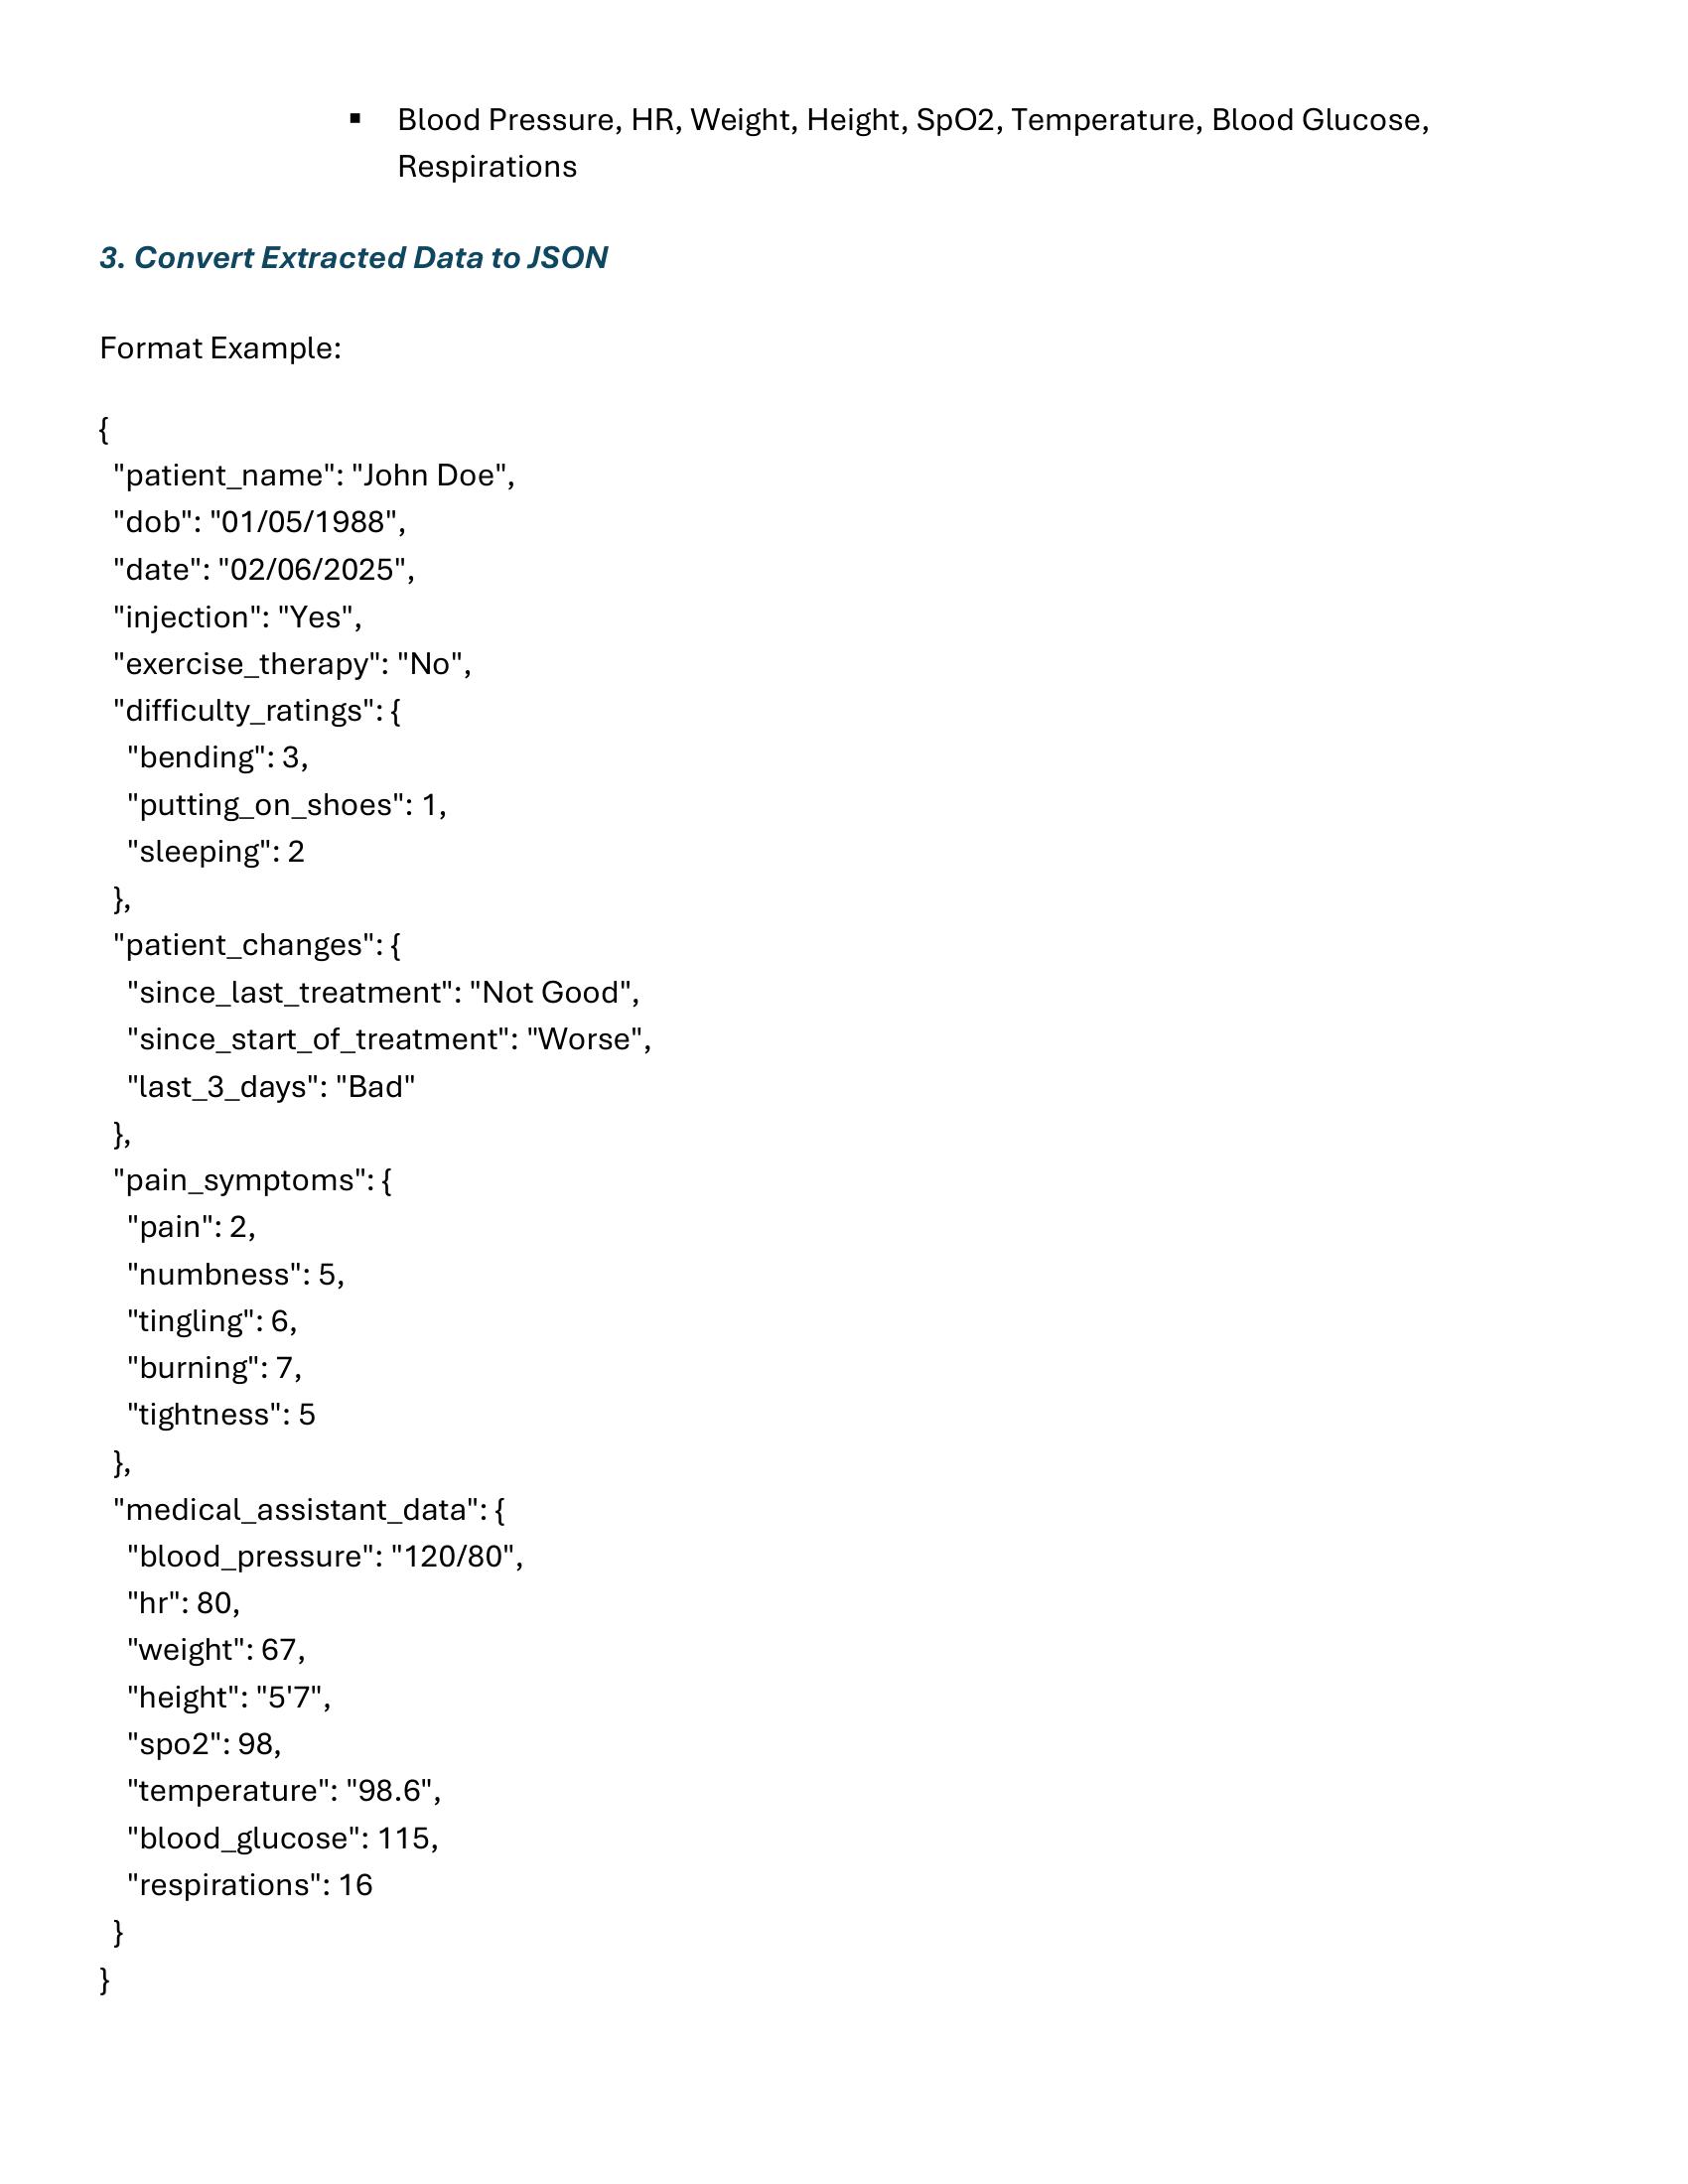 ▪ Blood Pressure, HR, Weight, Height, SpO2, Temperature, Blood Glucose,
Respirations
3. Convert Extracted Data to JSON
Format Example:
{
"patient_name": "John Doe",
"dob": "01/05/1988",
"date": "02/06/2025",
"injection": "Yes",
"exercise_therapy": "No",
"difficulty_ratings": {
"bending": 3,
"putting_on_shoes": 1,
"sleeping": 2
},
"patient_changes": {
"since_last_treatment": "Not Good",
"since_start_of_treatment": "Worse",
"last_3_days": "Bad"
},
"pain_symptoms": {
"pain": 2,
"numbness": 5,
"tingling": 6,
"burning": 7,
"tightness": 5
},
"medical_assistant_data": {
"blood_pressure": "120/80",
"hr": 80,
"weight": 67,
"height": "5'7",
"spo2": 98,
"temperature": "98.6",
"blood_glucose": 115,
"respirations": 16
}
}